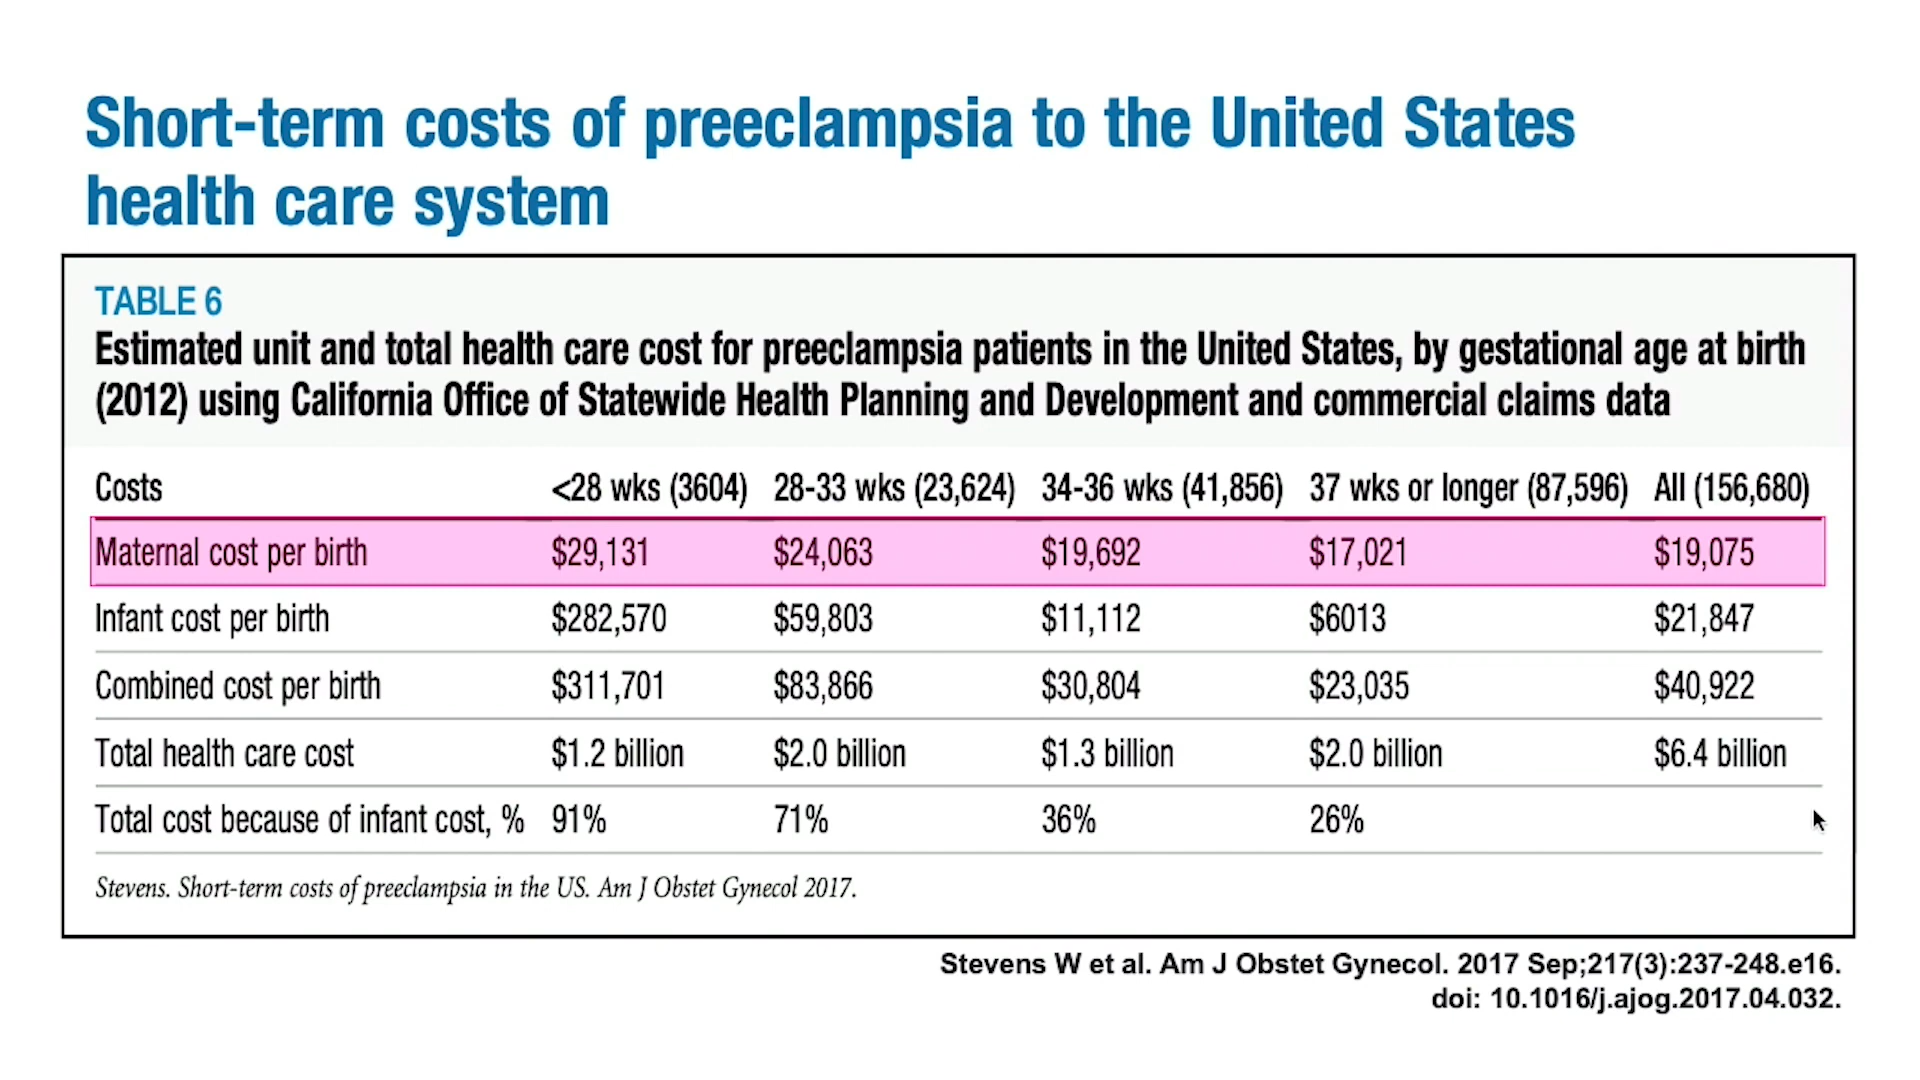 Short-term costs of preeclampsia to the United States
health care system
TABLE 6
Estimated unit and total health care cost for preeclampsia patients in the United States, by gestational age at birth
(2012) using California Office of Statewide Health Planning and Development and commercial claims data
Costs <28 wks (3604) 28-33 wks (23,624) 34-36 wks (41,856) 37 wks or longer (87,596) All (156,680)
Maternal cost per birth $29,131 $24,063 $19,692 $17,021 $19,075
Infant cost per birth $282,570 $59,803 $11,112 $6013 $21,847
Combined cost per birth $311,701 $83,866 $30,804 $23,035 $40,922
Total health care cost $1.2 billion $2.0 billion $1.3 billion $2.0 billion $6.4 billion
Total cost because of infant cost, % 91% 71% 36% 26%
Stevens. Short-term costs of preeclampsia in the US. Am J Obstet Gynecol 2017.
Stevens W et al. Am J Obstet Gynecol. 2017 Sep;217(3):237-248.e16.
doi: 10.1016/j.ajog.2017.04.032.